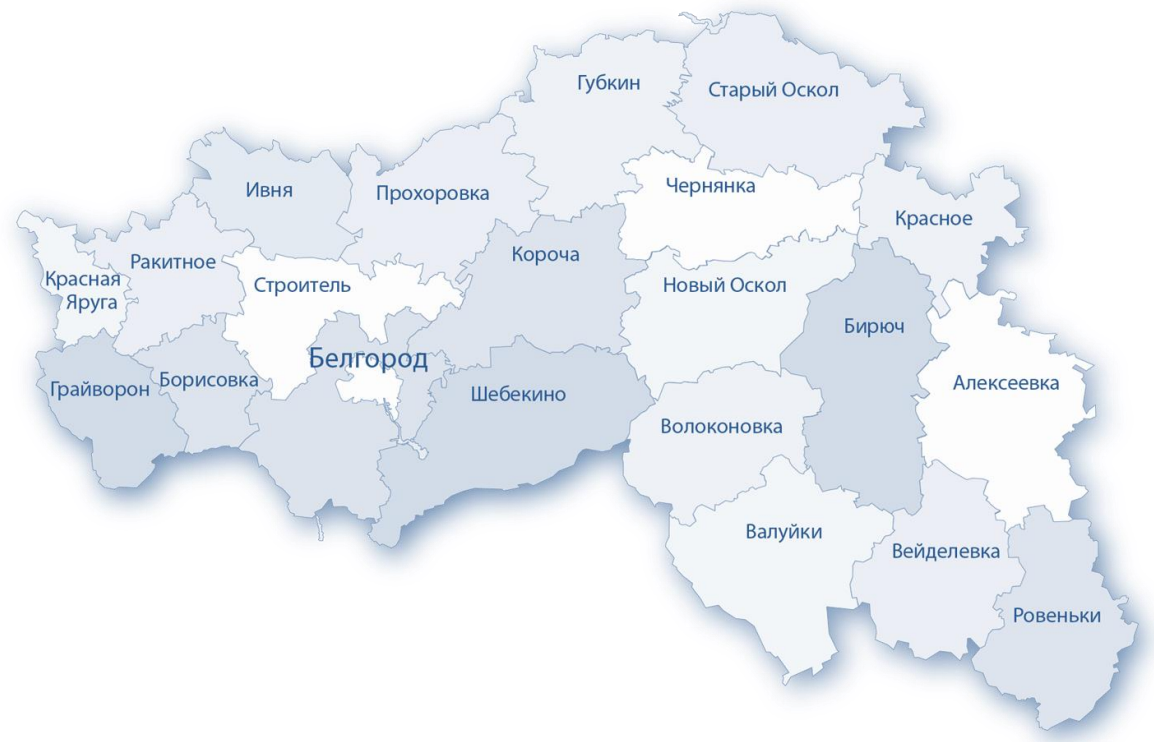 Губкин
Старый Оскол
Ивня
Прохоровка
Чернянка
Красное
Ракитное
Короча
Красная
Яруга
Строитель
Новый Оскол
Бирюч
Белгород
Грайворон
Борисовка
Шебекино
Алексеевка
Волоконовка
Валуйки
Вейделевка
Ровеньки